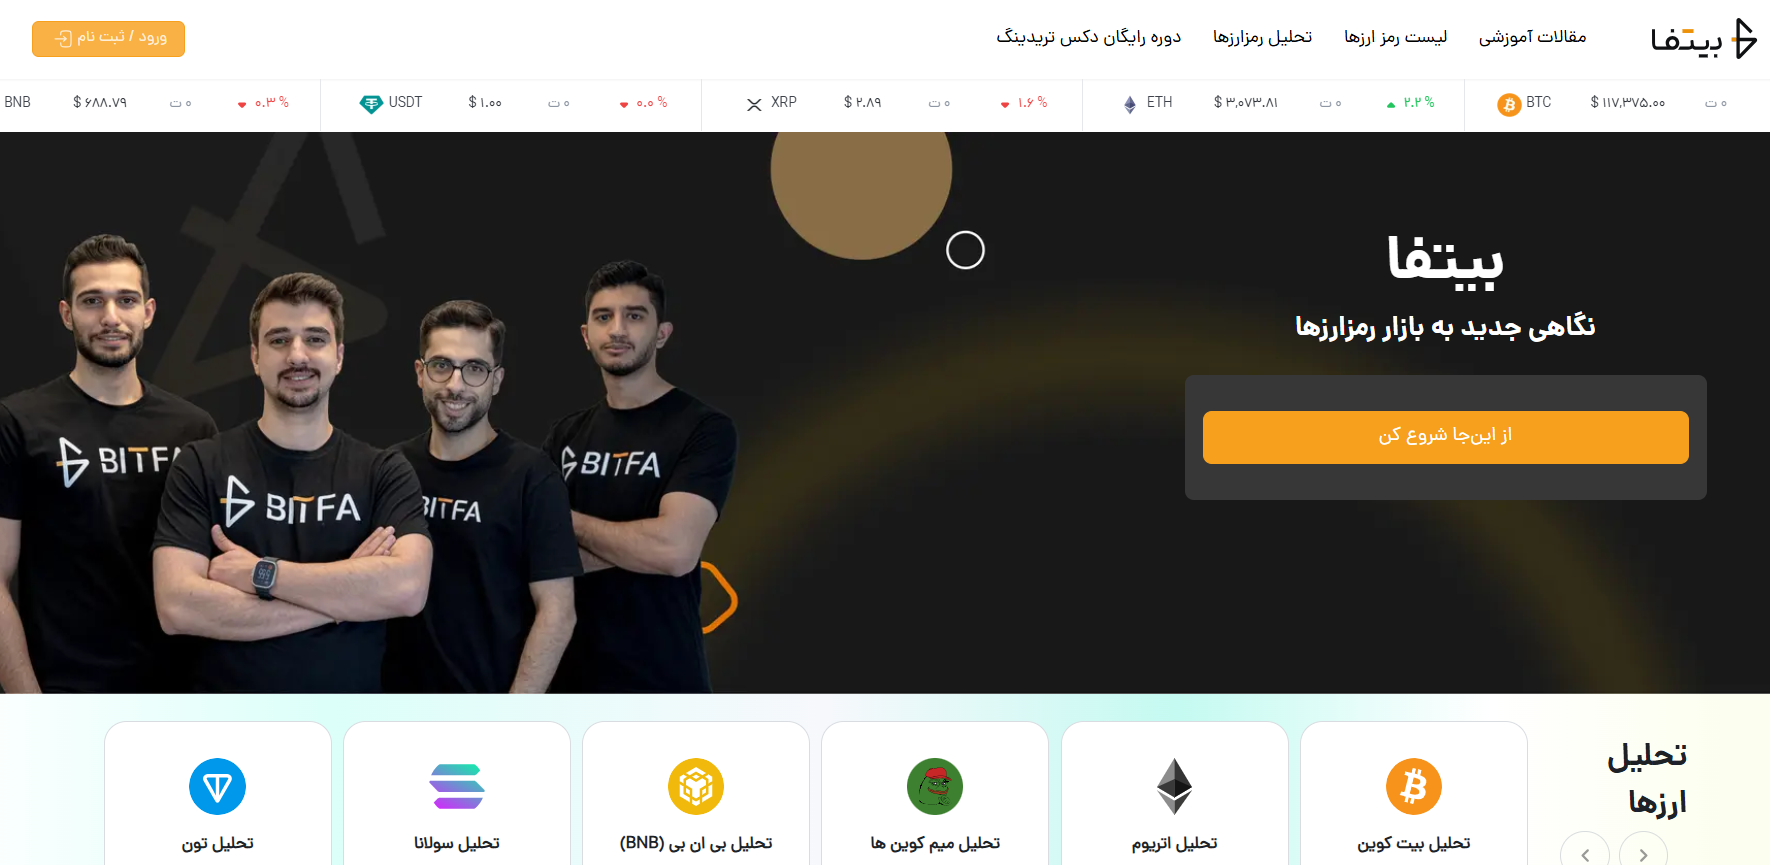 بیتفا
مقالات آموزشی
لیست رمز ارزها
تحلیل رمزارزها
دوره رایگان دکس تریدینگ
ورود / ثبت نام
BTC $ ۱۱۷,۳۷۵.۰۰ ۰ ت
ETH $ ۳,۰۷۳.۸۱ ۰ ت ۲.۲ %
XRP $ ۲.۸۹ ۰ ت ۱.۶ %
USDT $ ۱.۰۰ ۰ ت ۰.۰ %
BNB $ ۶۸۸.۷۹ ۰ ت ۰.۳ %
بیتفا
نگاهی جدید به بازار رمزارزها
از این‌جا شروع کن
BITFA
BITFA
BITFA
BITFA
تحلیل
ارزها
تحلیل بیت کوین
تحلیل اتریوم
تحلیل میم کوین ها
تحلیل بی ان بی (BNB)
تحلیل سولانا
تحلیل تون